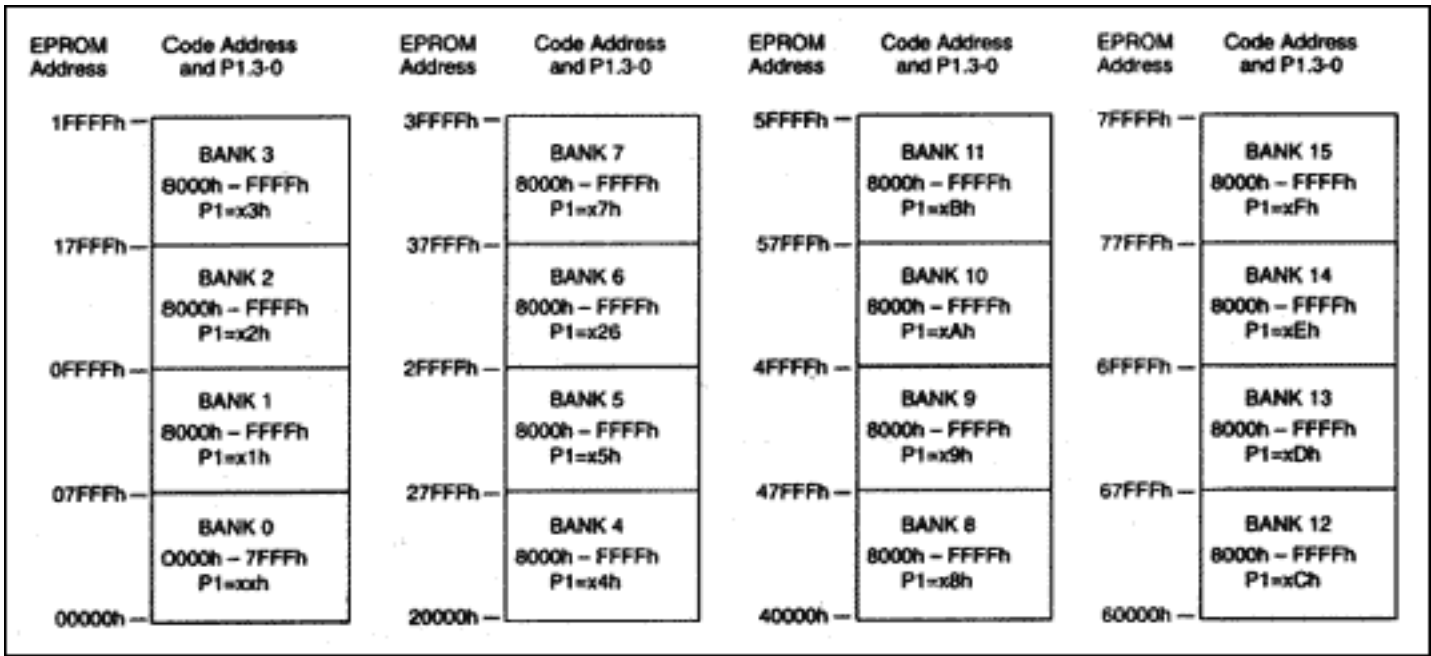 EPROM Address
Code Address and P1.3-0
1FFFFh
BANK 3
8000h – FFFFh
P1=x3h
17FFFh
BANK 2
8000h – FFFFh
P1=x2h
0FFFFh
BANK 1
8000h – FFFFh
P1=x1h
07FFFh
BANK 0
0000h – 7FFFh
P1=xxh
00000h
EPROM Address
Code Address and P1.3-0
3FFFFh
BANK 7
8000h – FFFFh
P1=x7h
37FFFh
BANK 6
8000h – FFFFh
P1=x26
2FFFFh
BANK 5
8000h – FFFFh
P1=x5h
27FFFh
BANK 4
8000h – FFFFh
P1=x4h
20000h
EPROM Address
Code Address and P1.3-0
5FFFFh
BANK 11
8000h – FFFFh
P1=xBh
57FFFh
BANK 10
8000h – FFFFh
P1=xAh
4FFFFh
BANK 9
8000h – FFFFh
P1=x9h
47FFFh
BANK 8
8000h – FFFFh
P1=x8h
40000h
EPROM Address
Code Address and P1.3-0
7FFFFh
BANK 15
8000h – FFFFh
P1=xFh
77FFFh
BANK 14
8000h – FFFFh
P1=xEh
6FFFFh
BANK 13
8000h – FFFFh
P1=xDh
67FFFh
BANK 12
8000h – FFFFh
P1=xCh
60000h